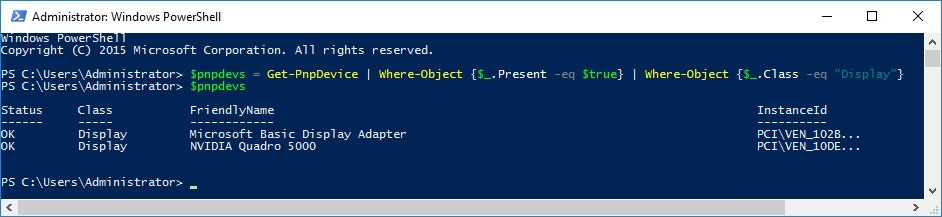 Administrator: Windows PowerShell
Windows PowerShell
Copyright (C) 2015 Microsoft Corporation. All rights reserved.
PS C:\Users\Administrator> $pnpdevs = Get-PnpDevice | Where-Object {$_.Present -eq $true} | Where-Object {$_.Class -eq "Display"}
PS C:\Users\Administrator> $pnpdevs
Status     Class           FriendlyName                                                                     InstanceId
------     -----           ------------                                                                     ----------
OK         Display         Microsoft Basic Display Adapter                                                  PCI\VEN_102B...
OK         Display         NVIDIA Quadro 5000                                                               PCI\VEN_10DE...
PS C:\Users\Administrator> _